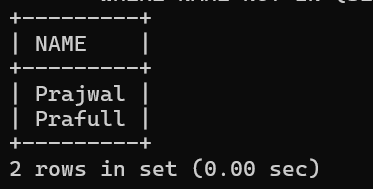 +---------+
| NAME    |
+---------+
| Prajwal |
| Prafull |
+---------+
2 rows in set (0.00 sec)